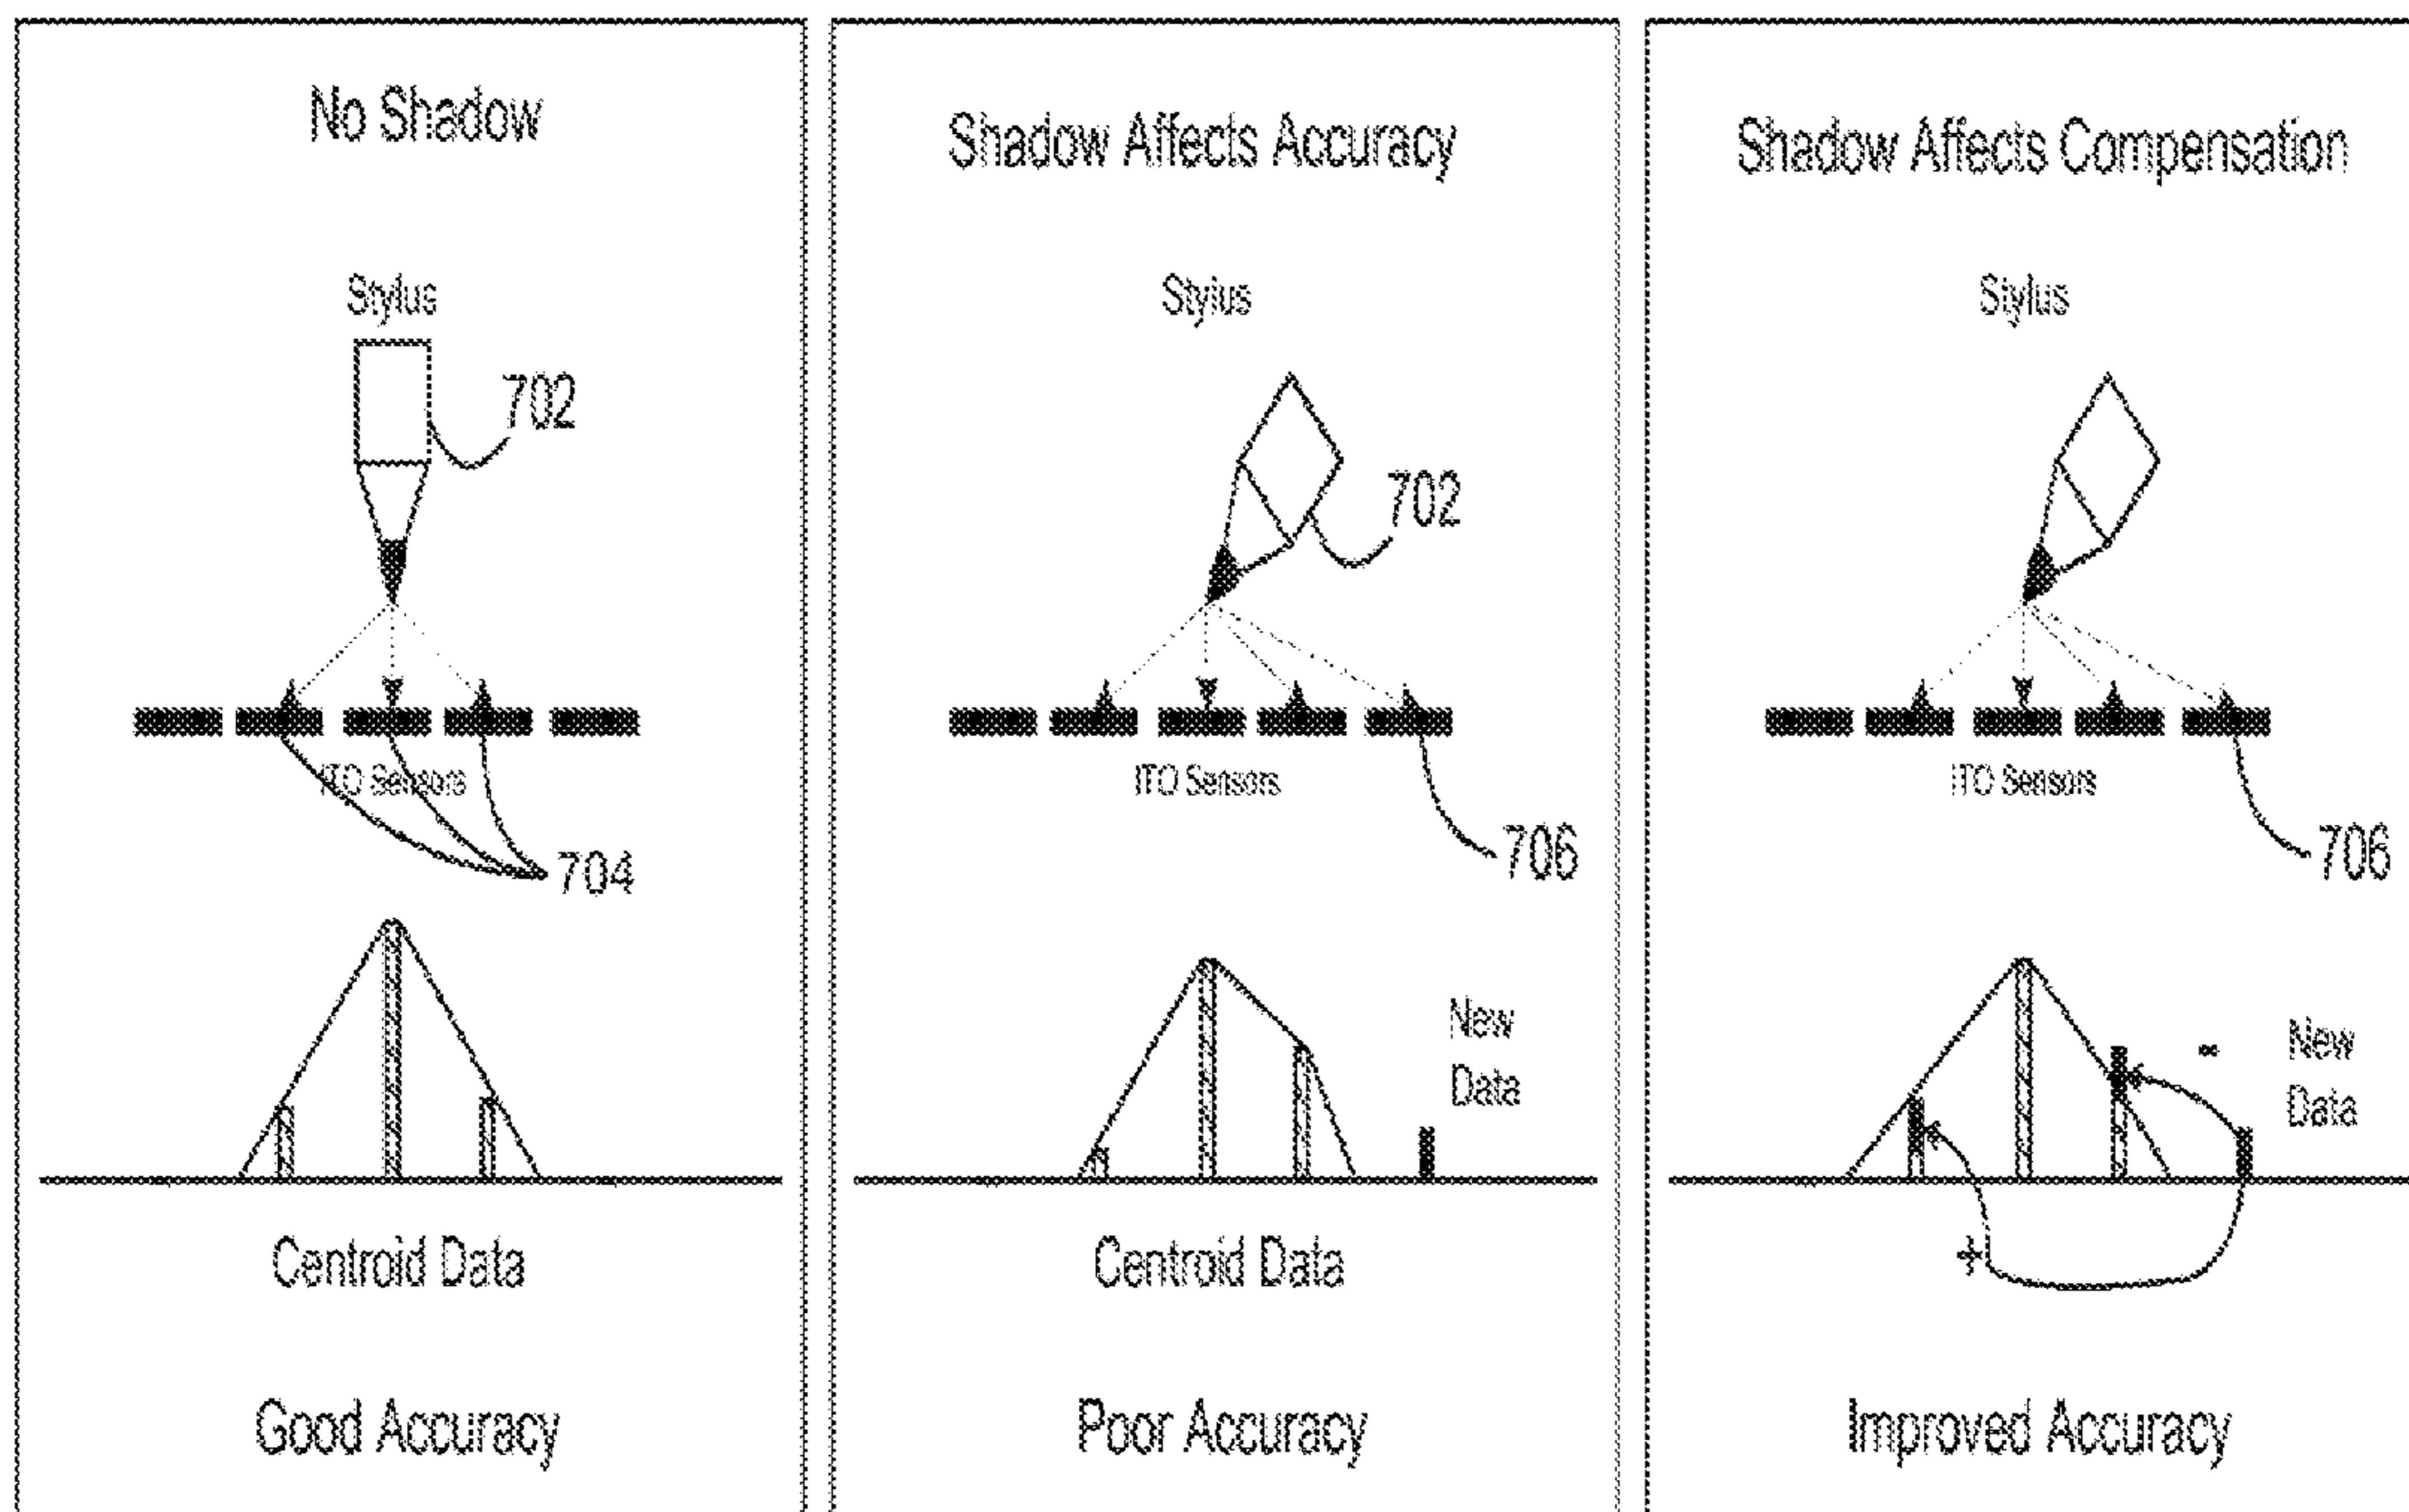 No Shadow
Stylus
702
ITO Sensors
704
Centroid Data
Good Accuracy
Shadow Affects Accuracy
Stylus
702
ITO Sensors
706
New
Data
Centroid Data
Poor Accuracy
Shadow Affects Compensation
Stylus
ITO Sensors
706
-
New
Data
+
Improved Accuracy